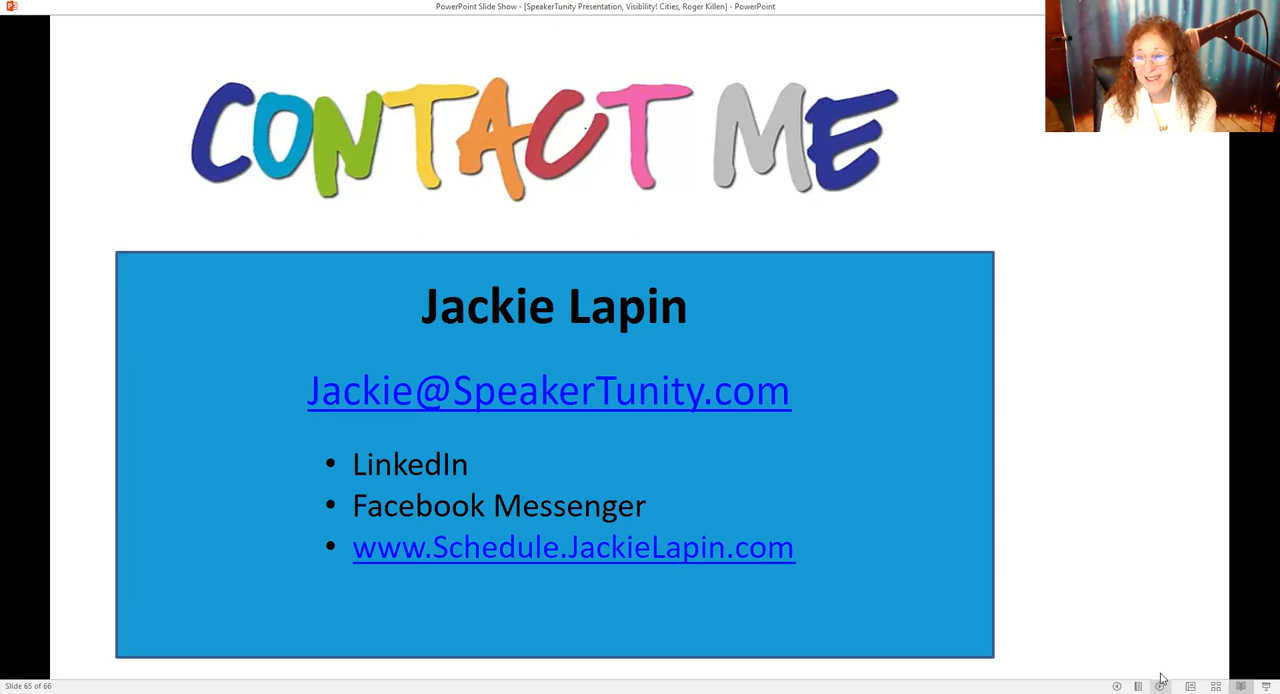 PowerPoint Slide Show - [SpeakerTunity Presentation, Visibility! Cities, Roger Killen] - PowerPoint
CONTACT ME
Jackie Lapin
Jackie@SpeakerTunity.com
• LinkedIn
• Facebook Messenger
• www.Schedule.JackieLapin.com
Slide 65 of 66